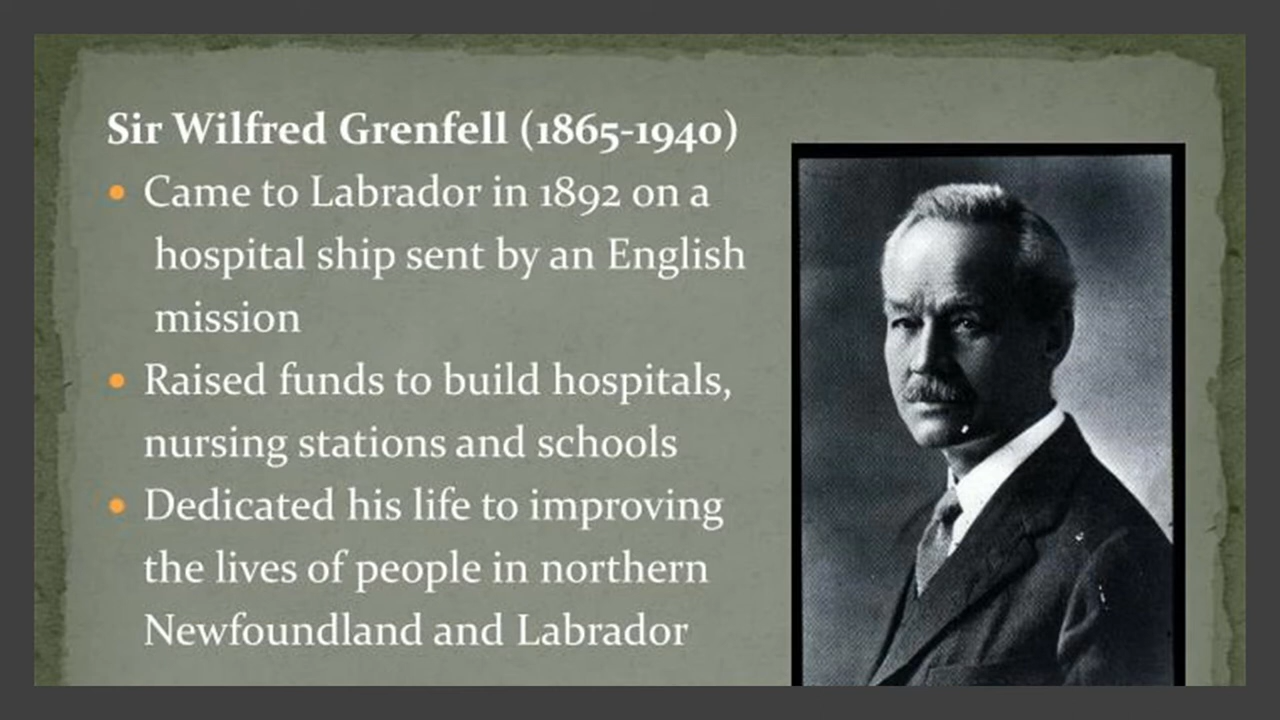 Sir Wilfred Grenfell (1865-1940)
• Came to Labrador in 1892 on a
hospital ship sent by an English
mission
• Raised funds to build hospitals,
nursing stations and schools
• Dedicated his life to improving
the lives of people in northern
Newfoundland and Labrador